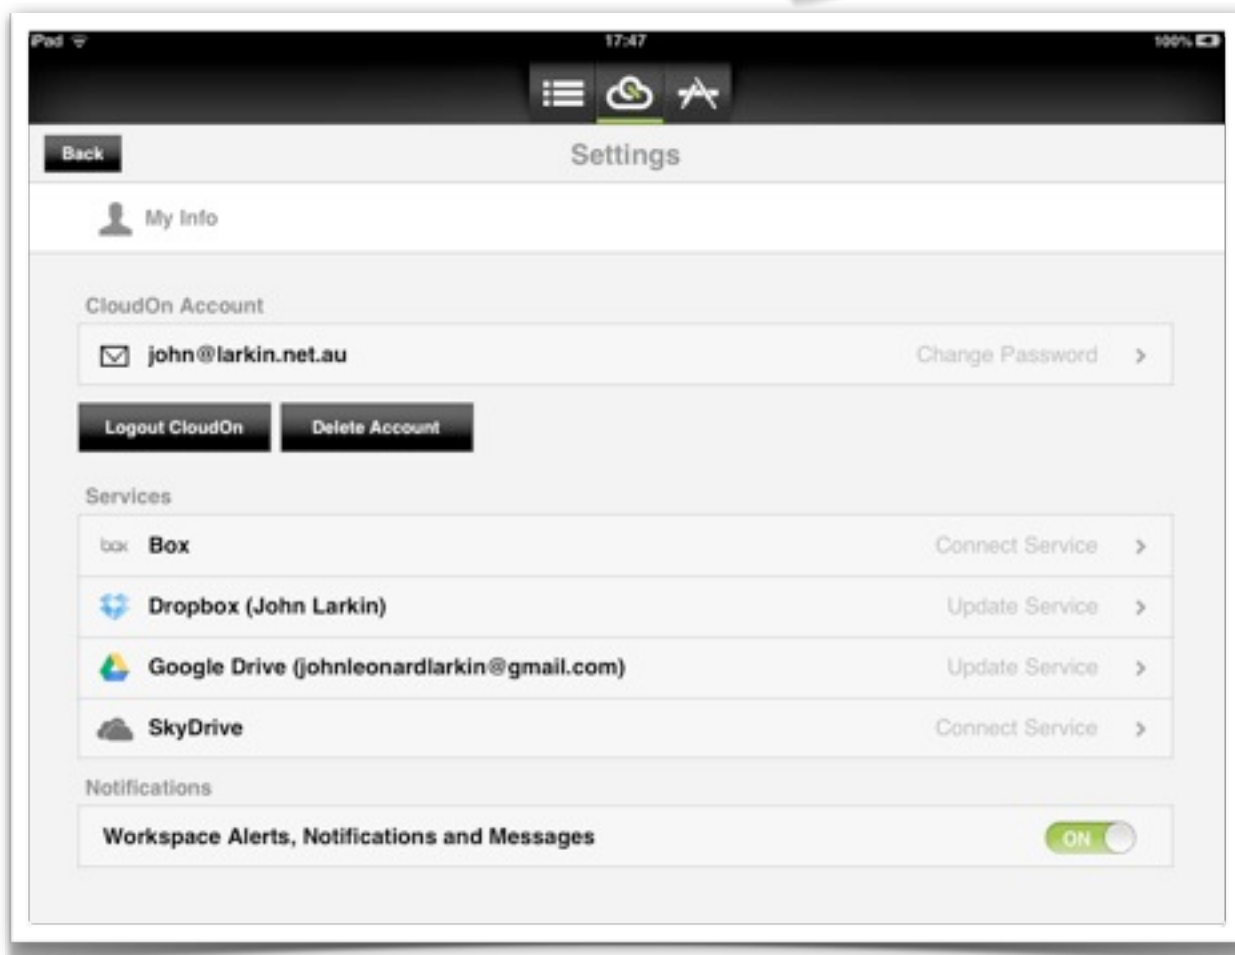 iPad 17:47 100%
Back Settings
My Info
CloudOn Account
john@larkin.net.au Change Password >
Logout CloudOn Delete Account
Services
box Box Connect Service >
Dropbox (John Larkin) Update Service >
Google Drive (johnleonardlarkin@gmail.com) Update Service >
SkyDrive Connect Service >
Notifications
Workspace Alerts, Notifications and Messages ON